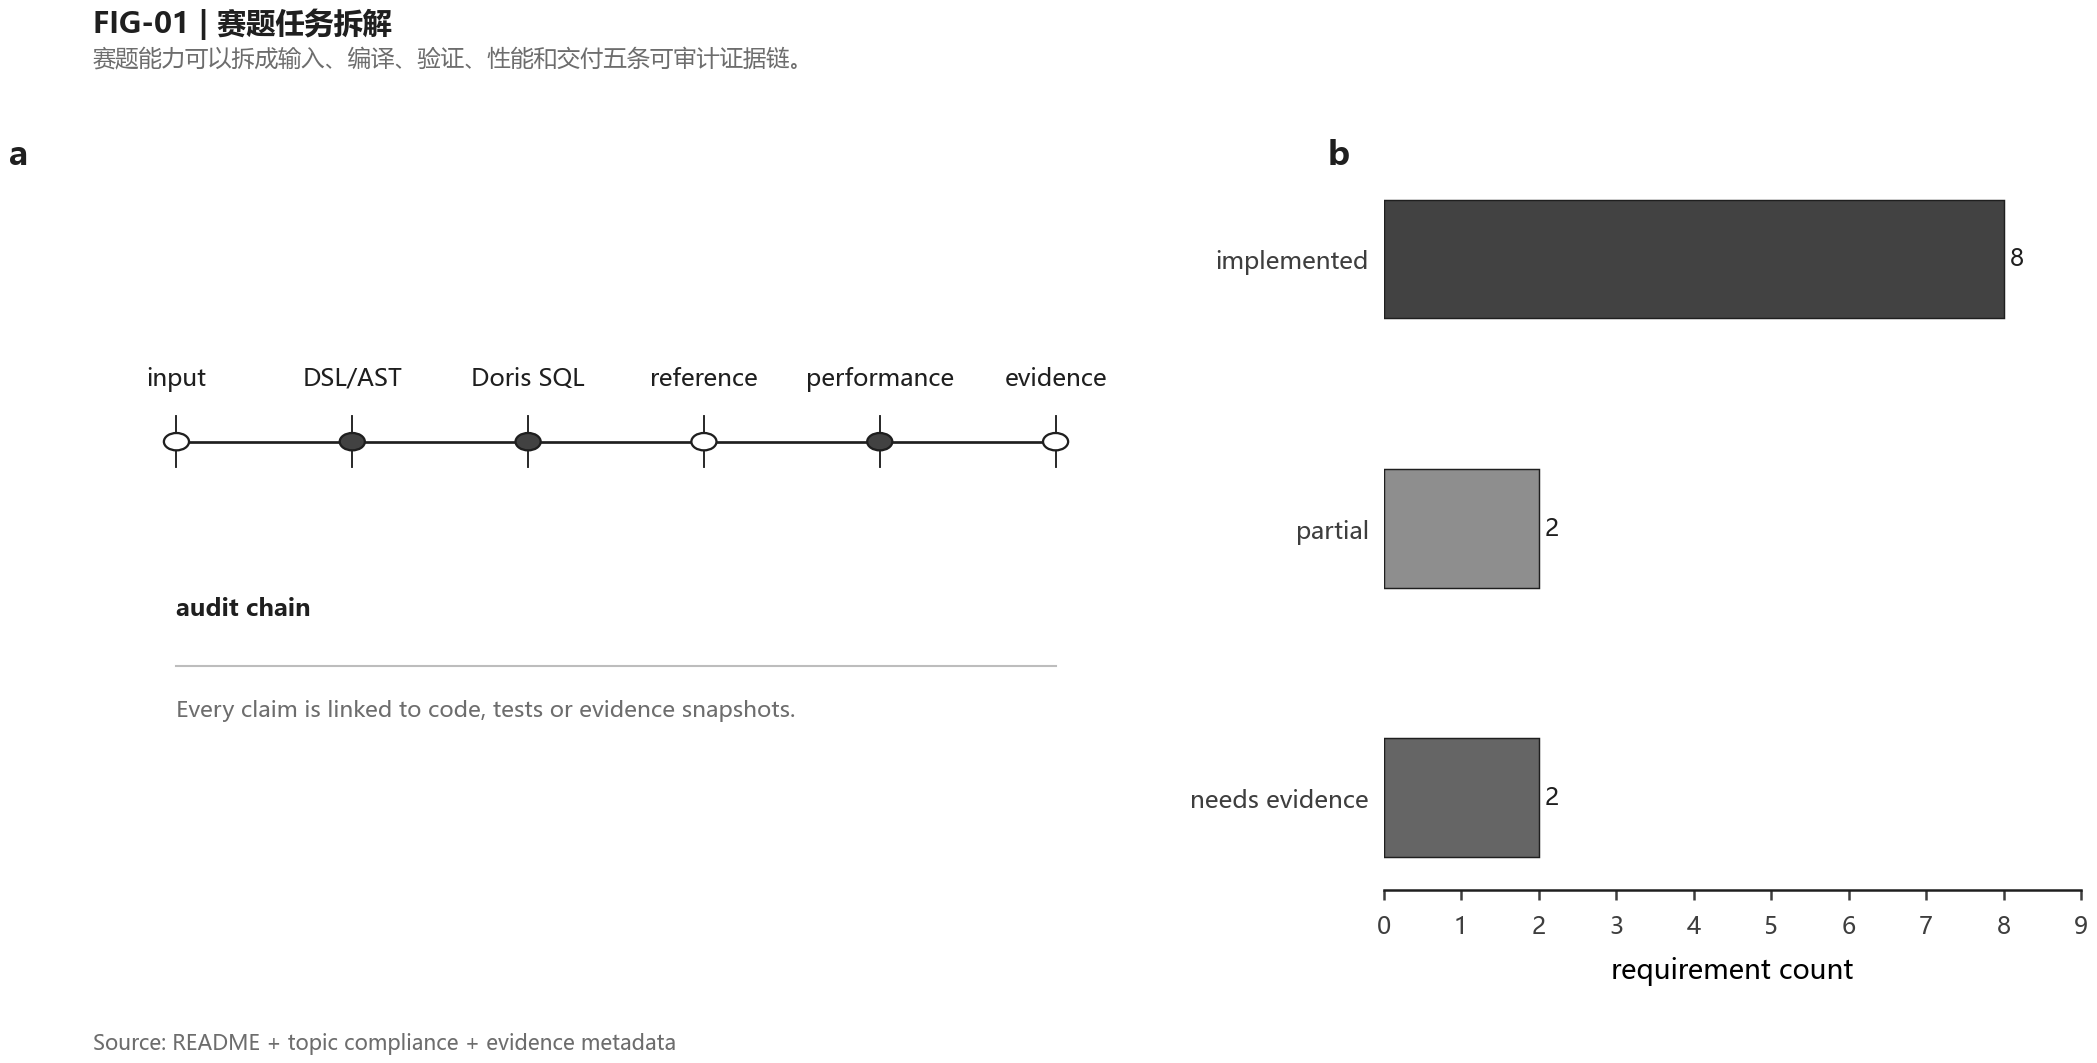 FIG-01 | 赛题任务拆解
赛题能力可以拆成输入、编译、验证、性能和交付五条可审计证据链。
a
input DSL/AST Doris SQL reference performance evidence
audit chain
Every claim is linked to code, tests or evidence snapshots.
b
implemented 8
partial 2
needs evidence 2
0 1 2 3 4 5 6 7 8 9
requirement count
Source: README + topic compliance + evidence metadata